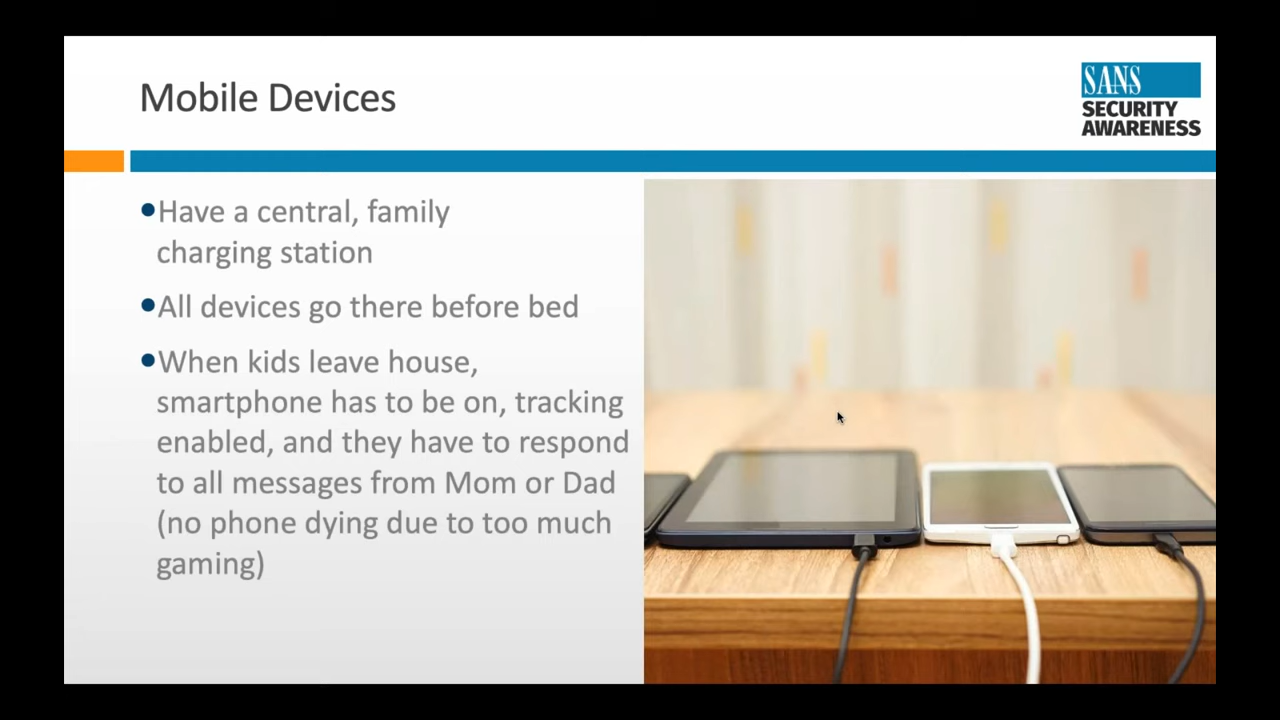 Mobile Devices
SANS
SECURITY
AWARENESS
•Have a central, family
charging station
•All devices go there before bed
•When kids leave house,
smartphone has to be on, tracking
enabled, and they have to respond
to all messages from Mom or Dad
(no phone dying due to too much
gaming)